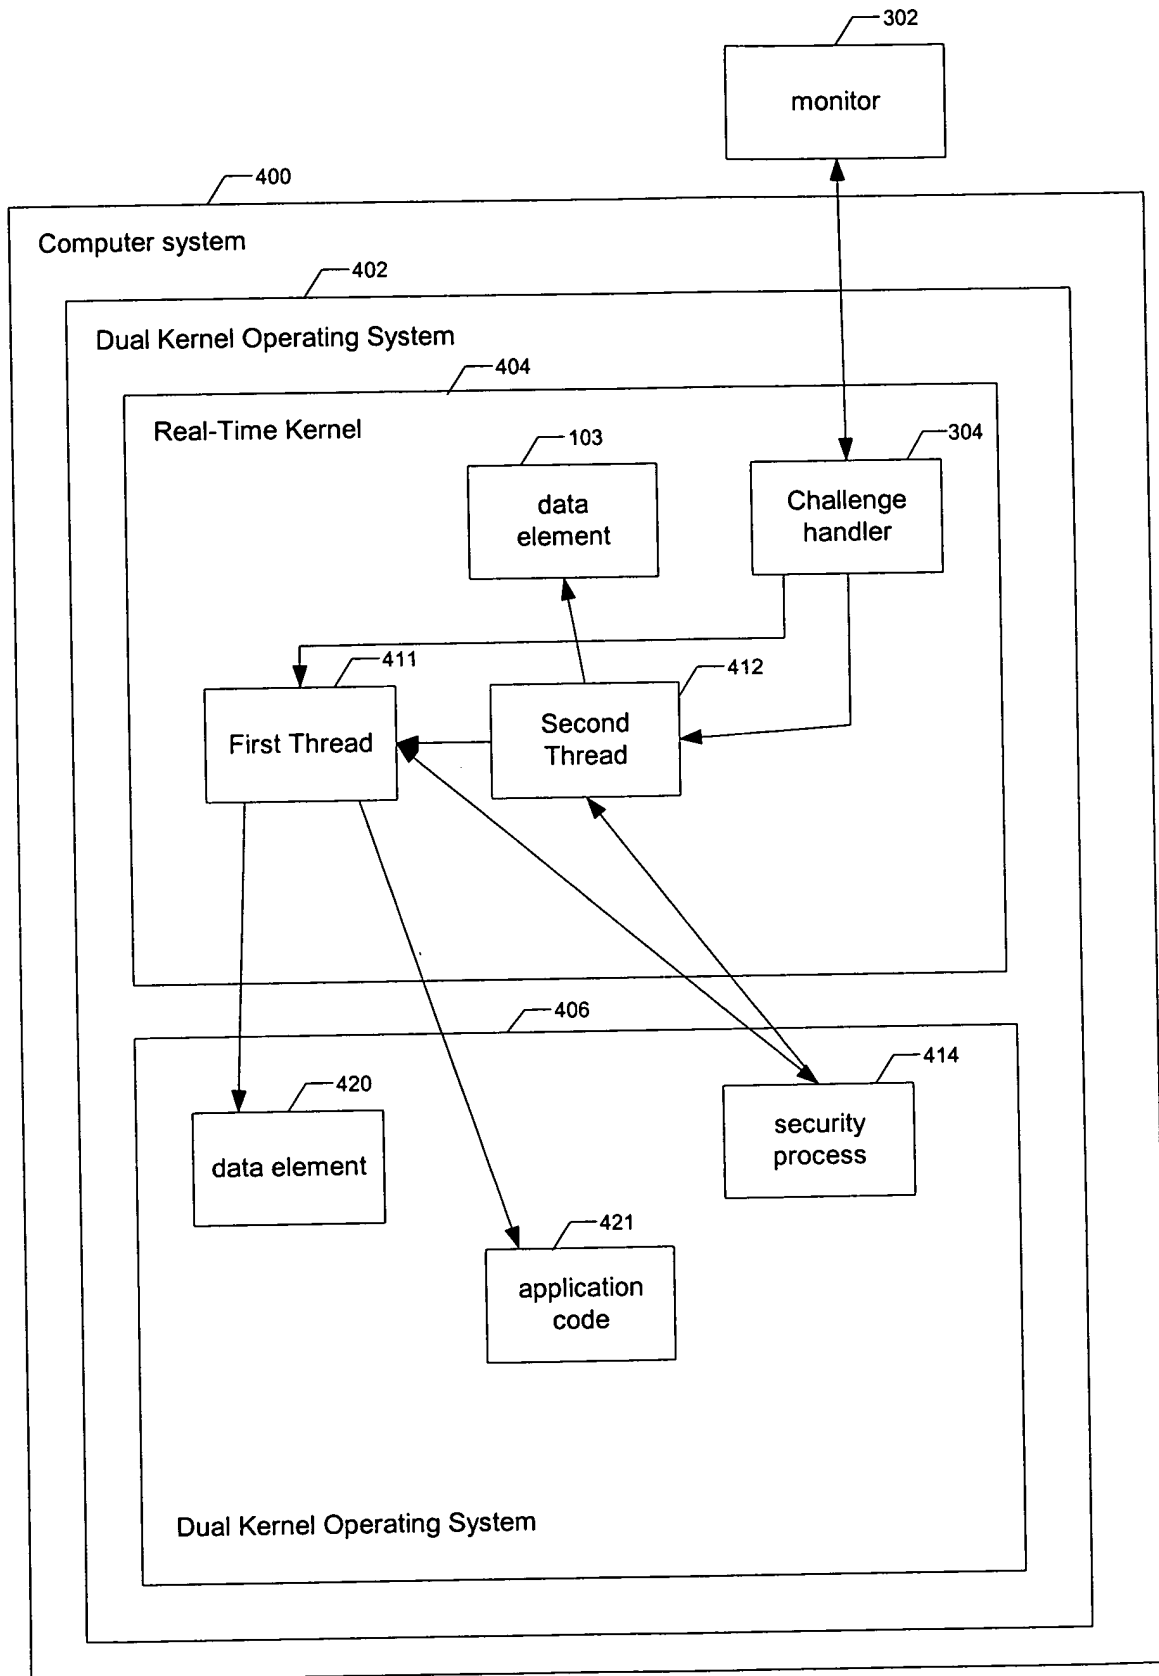 302
monitor
400
Computer system
402
Dual Kernel Operating System
404
Real-Time Kernel
103
304
data
element
Challenge
handler
411
412
First Thread
Second
Thread
406
420
414
data element
security
process
421
application
code
Dual Kernel Operating System